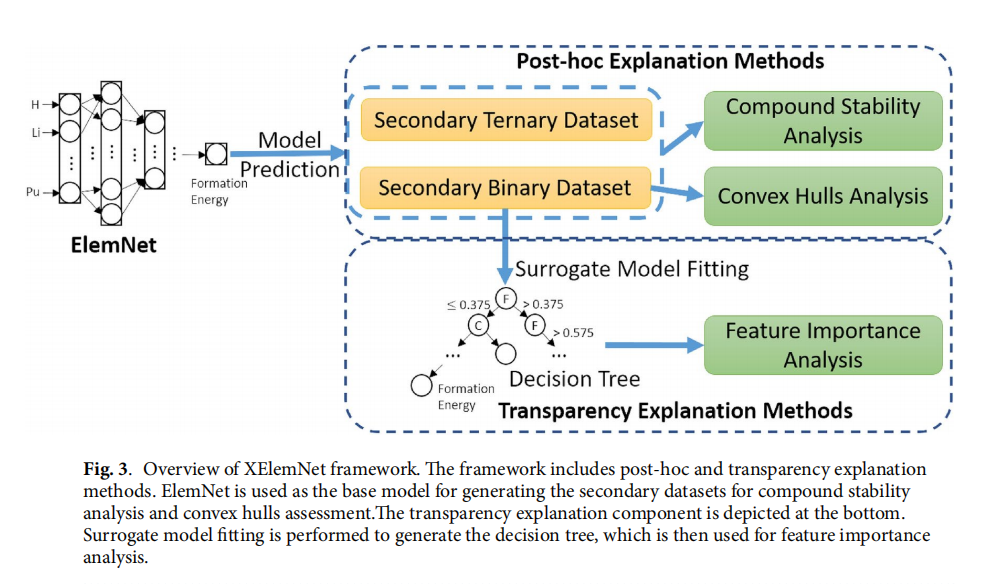 Post-hoc Explanation Methods
H
Li
Pu
Formation
Energy
ElemNet
Model
Prediction
Secondary Ternary Dataset
Secondary Binary Dataset
Compound Stability
Analysis
Convex Hulls Analysis
Surrogate Model Fitting
≤ 0.375
F
>0.375
C
F
>0.575
...
...
Formation
Energy
Decision Tree
Feature Importance
Analysis
Transparency Explanation Methods
Fig. 3. Overview of XElemNet framework. The framework includes post-hoc and transparency explanation
methods. ElemNet is used as the base model for generating the secondary datasets for compound stability
analysis and convex hulls assessment.The transparency explanation component is depicted at the bottom.
Surrogate model fitting is performed to generate the decision tree, which is then used for feature importance
analysis.